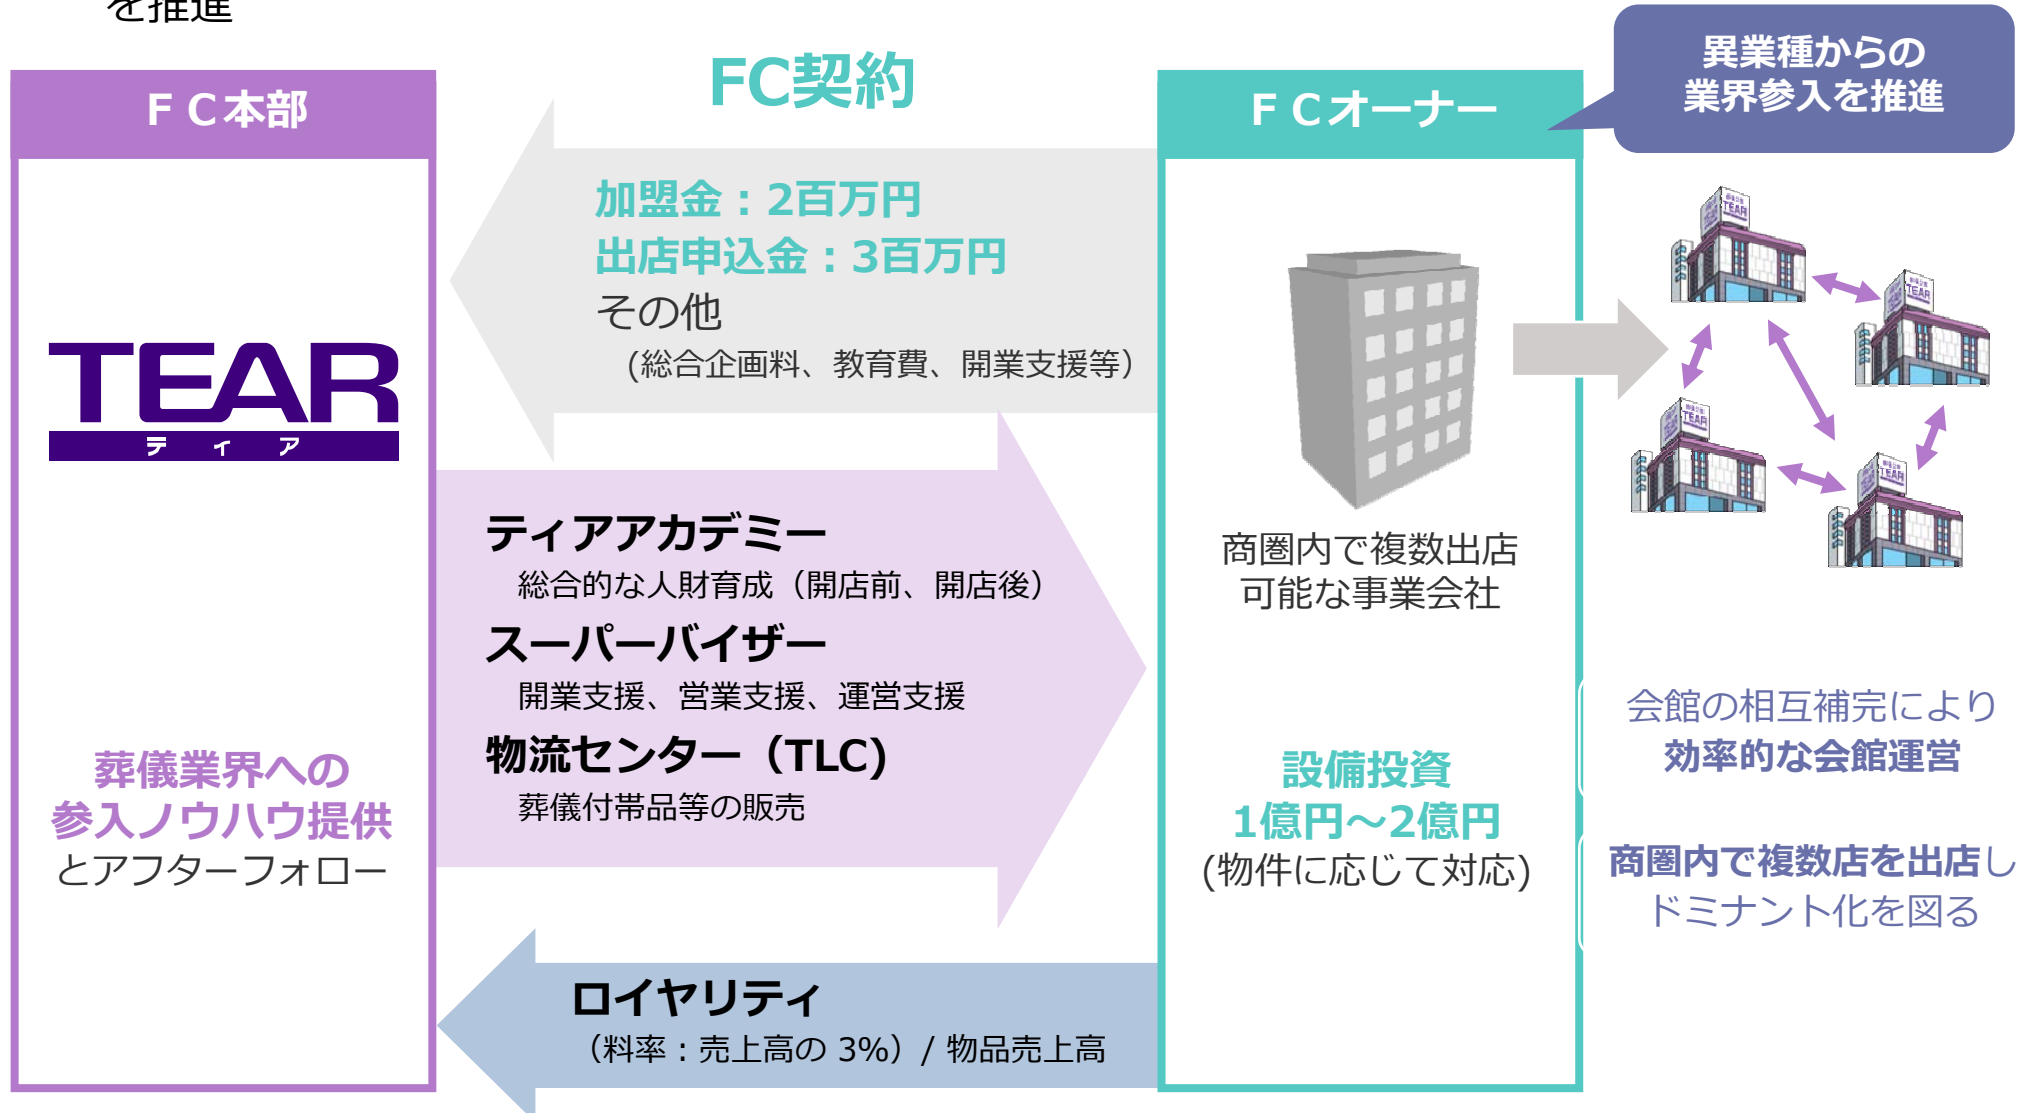 を推進
FC契約
ＦＣ本部
TEAR
ティア
葬儀業界への
参入ノウハウ提供
とアフターフォロー
加盟金：2百万円
出店申込金：3百万円
その他
(総合企画料、教育費、開業支援等）
ティアアカデミー
総合的な人財育成（開店前、開店後）
スーパーバイザー
開業支援、営業支援、運営支援
物流センター（TLC)
葬儀付帯品等の販売
ロイヤリティ
（料率：売上高の 3%）/ 物品売上高
ＦＣオーナー
商圏内で複数出店
可能な事業会社
設備投資
1億円～2億円
(物件に応じて対応)
異業種からの
業界参入を推進
TEAR
TEAR
TEAR
TEAR
会館の相互補完により
効率的な会館運営
商圏内で複数店を出店し
ドミナント化を図る